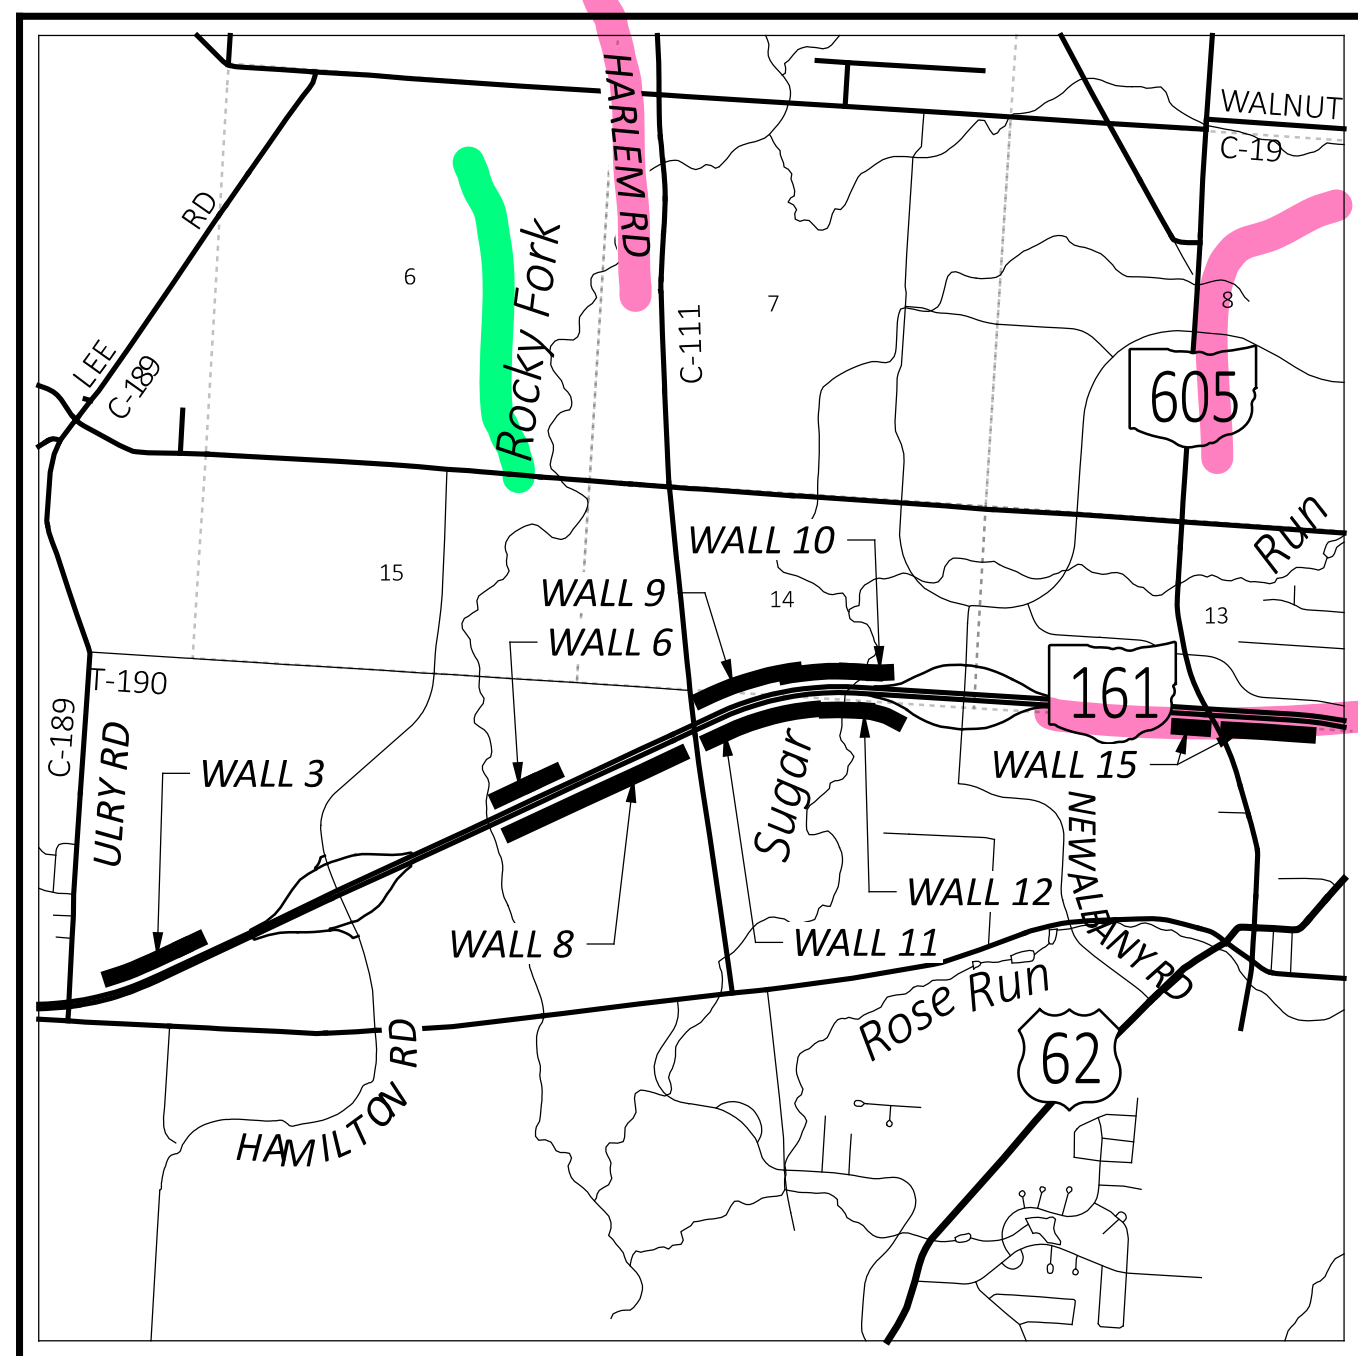 HARLEM RD
WALNUT
C-19
RD
6
Rocky Fork
7
8
C-111
LEE
C-189
605
Run
WALL 10
15
WALL 9
14
13
WALL 6
T-190
161
C-189
ULRY RD
WALL 3
Sugar
WALL 15
NEWALBANY RD
WALL 12
WALL 8
WALL 11
Rose Run
62
HAMILTON RD